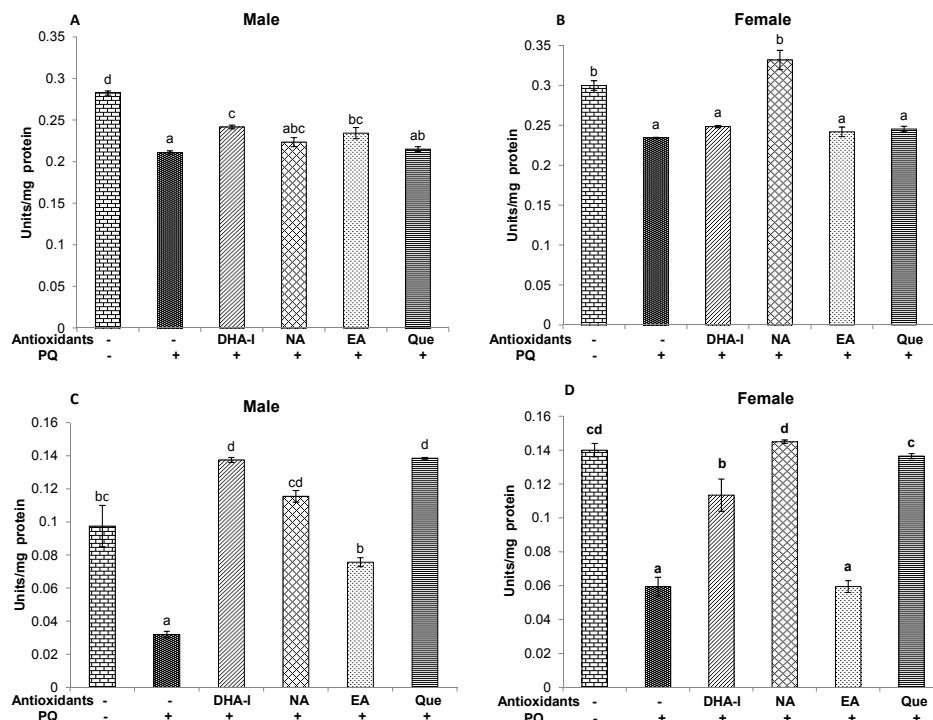 A
Male
Units/mg protein
0.35
0.3
0.25
0.2
0.15
0.1
0.05
0
d
a
c
abc
bc
ab
Antioxidants - - DHA-I NA EA Que
PQ - + + + + +
B
Female
Units/mg protein
0.35
0.3
0.25
0.2
0.15
0.1
0.05
0
b
a
a
b
a
a
Antioxidants - - DHA-I NA EA Que
PQ - + + + + +
C
Male
Units/mg protein
0.16
0.14
0.12
0.1
0.08
0.06
0.04
0.02
0
bc
a
d
cd
b
d
Antioxidants - - DHA-I NA EA Que
PQ - + + + + +
D
Female
Units/mg protein
0.16
0.14
0.12
0.1
0.08
0.06
0.04
0.02
0
cd
a
b
d
a
c
Antioxidants - - DHA-I NA EA Que
PQ - + + + + +